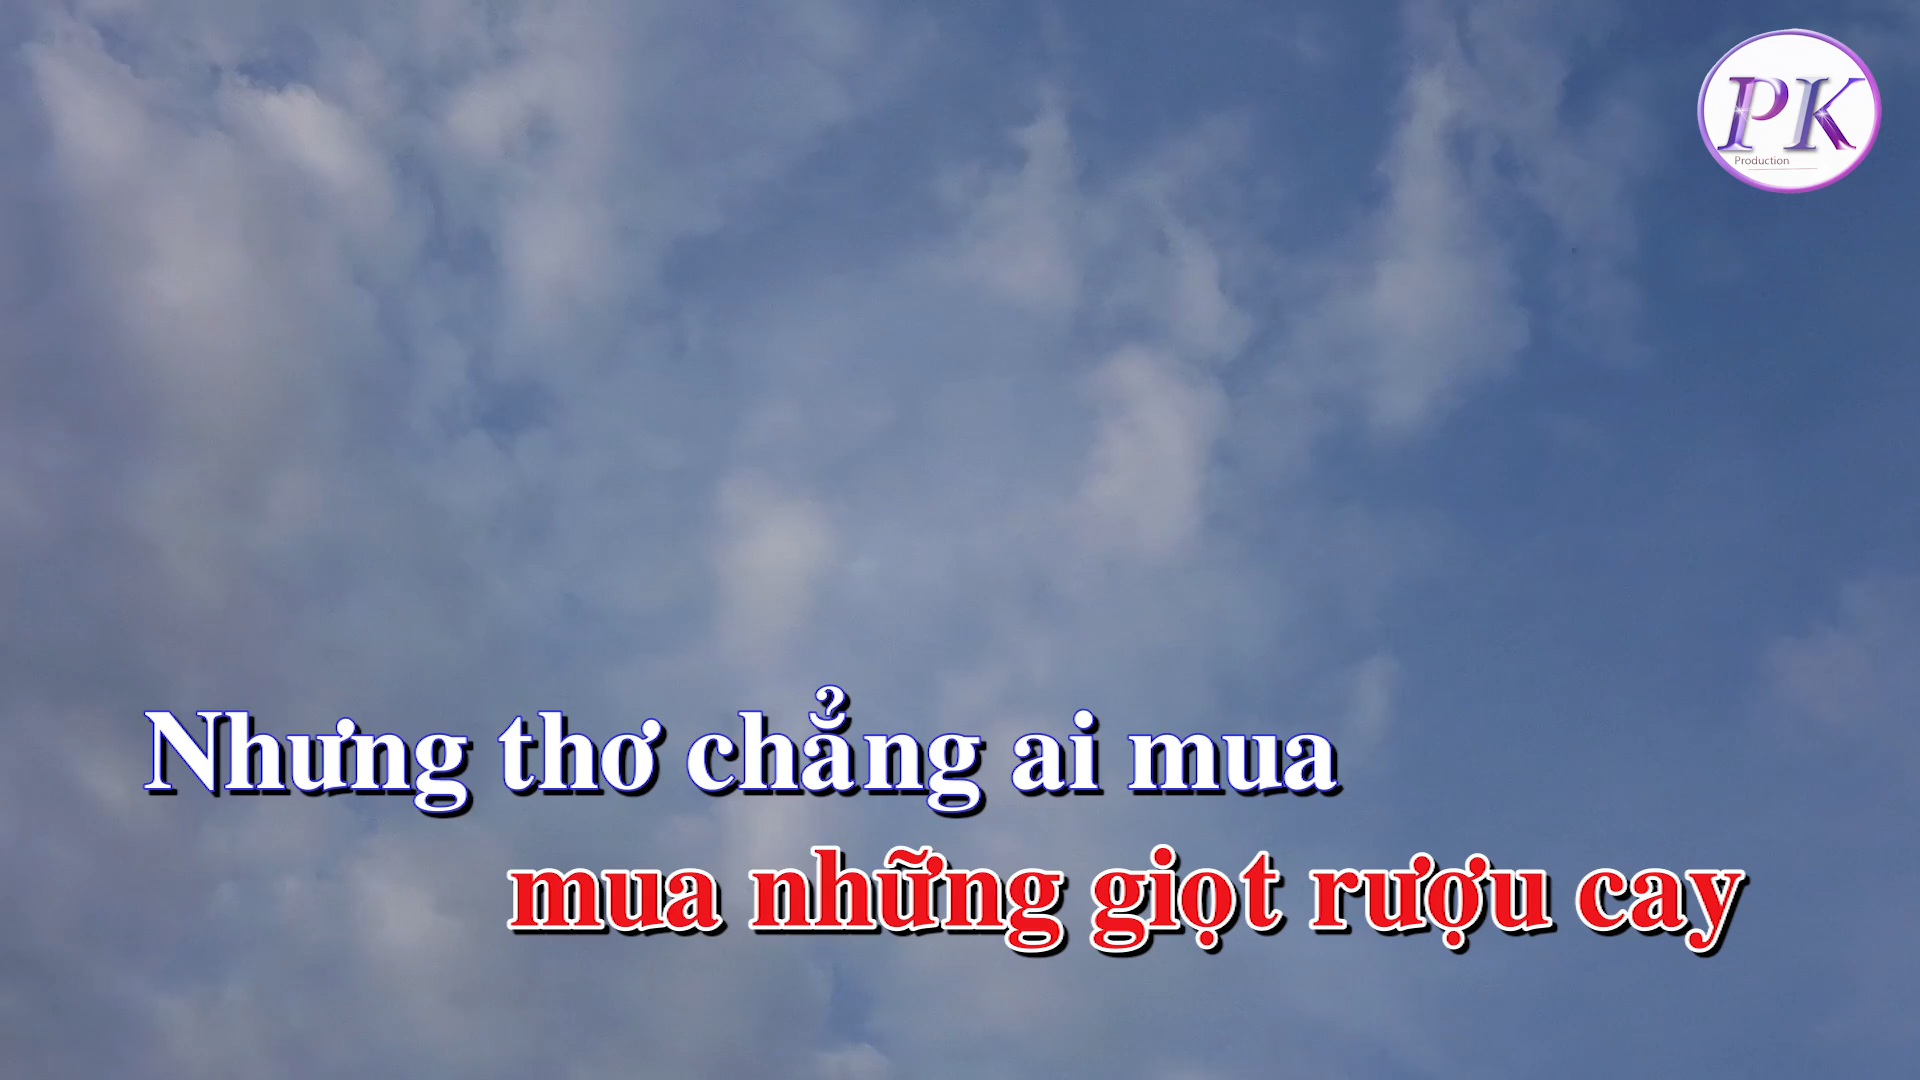 PK
Production
Nhưng thơ chẳng ai mua
mua những giọt rượu cay